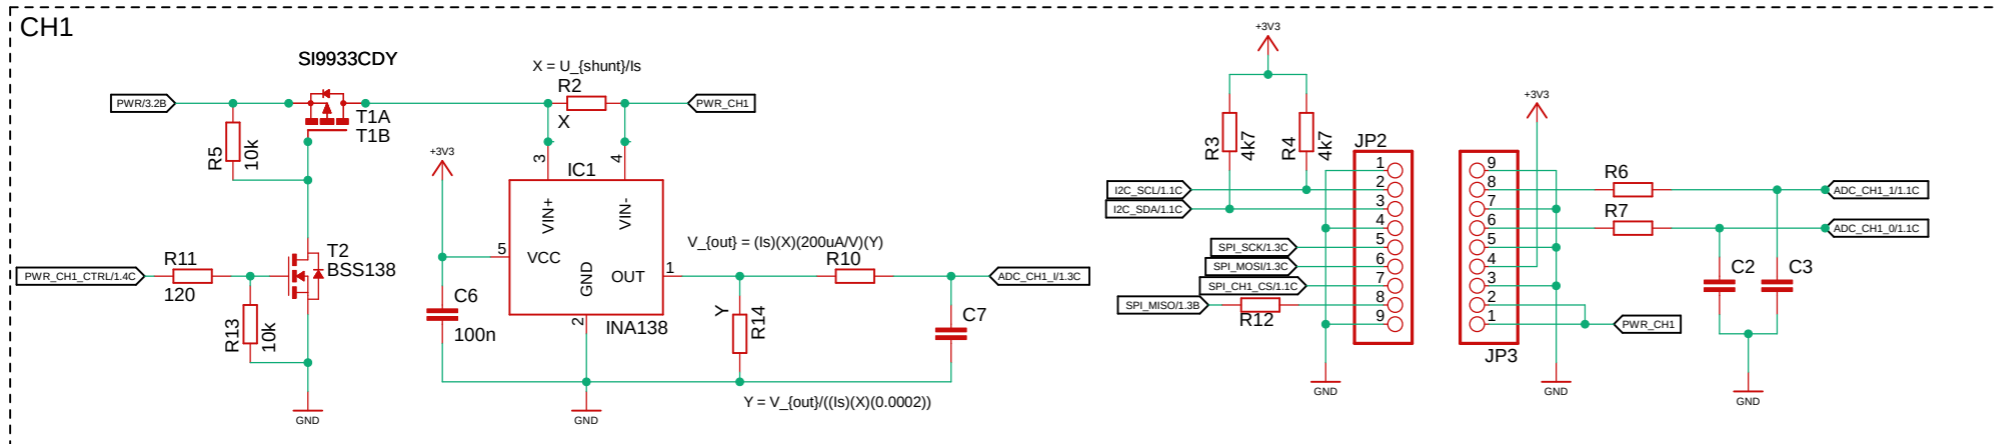 CH1
SI9933CDY
X = U_{shunt}/Is
R2
X
PWR/3.2B
PWR_CH1
T1A
T1B
R5
10k
+3V3
3
4
IC1
VIN+
VIN-
5
VCC
GND
OUT
1
2
INA138
V_{out} = (Is)(X)(200uA/V)(Y)
T2
BSS138
PWR_CH1_CTRL/1.4C
R11
120
R13
10k
GND
C6
100n
GND
Y
R14
R10
ADC_CH1_I/1.3C
C7
Y = V_{out}/((Is)(X)(0.0002))
+3V3
R3
4k7
R4
4k7
JP2
I2C_SCL/1.1C
I2C_SDA/1.1C
SPI_SCK/1.3C
SPI_MOSI/1.3C
SPI_CH1_CS/1.1C
SPI_MISO/1.3B
R12
1
2
3
4
5
6
7
8
9
GND
+3V3
9
8
7
6
5
4
3
2
1
JP3
PWR_CH1
GND
R6
R7
ADC_CH1_1/1.1C
ADC_CH1_0/1.1C
C2
C3
GND